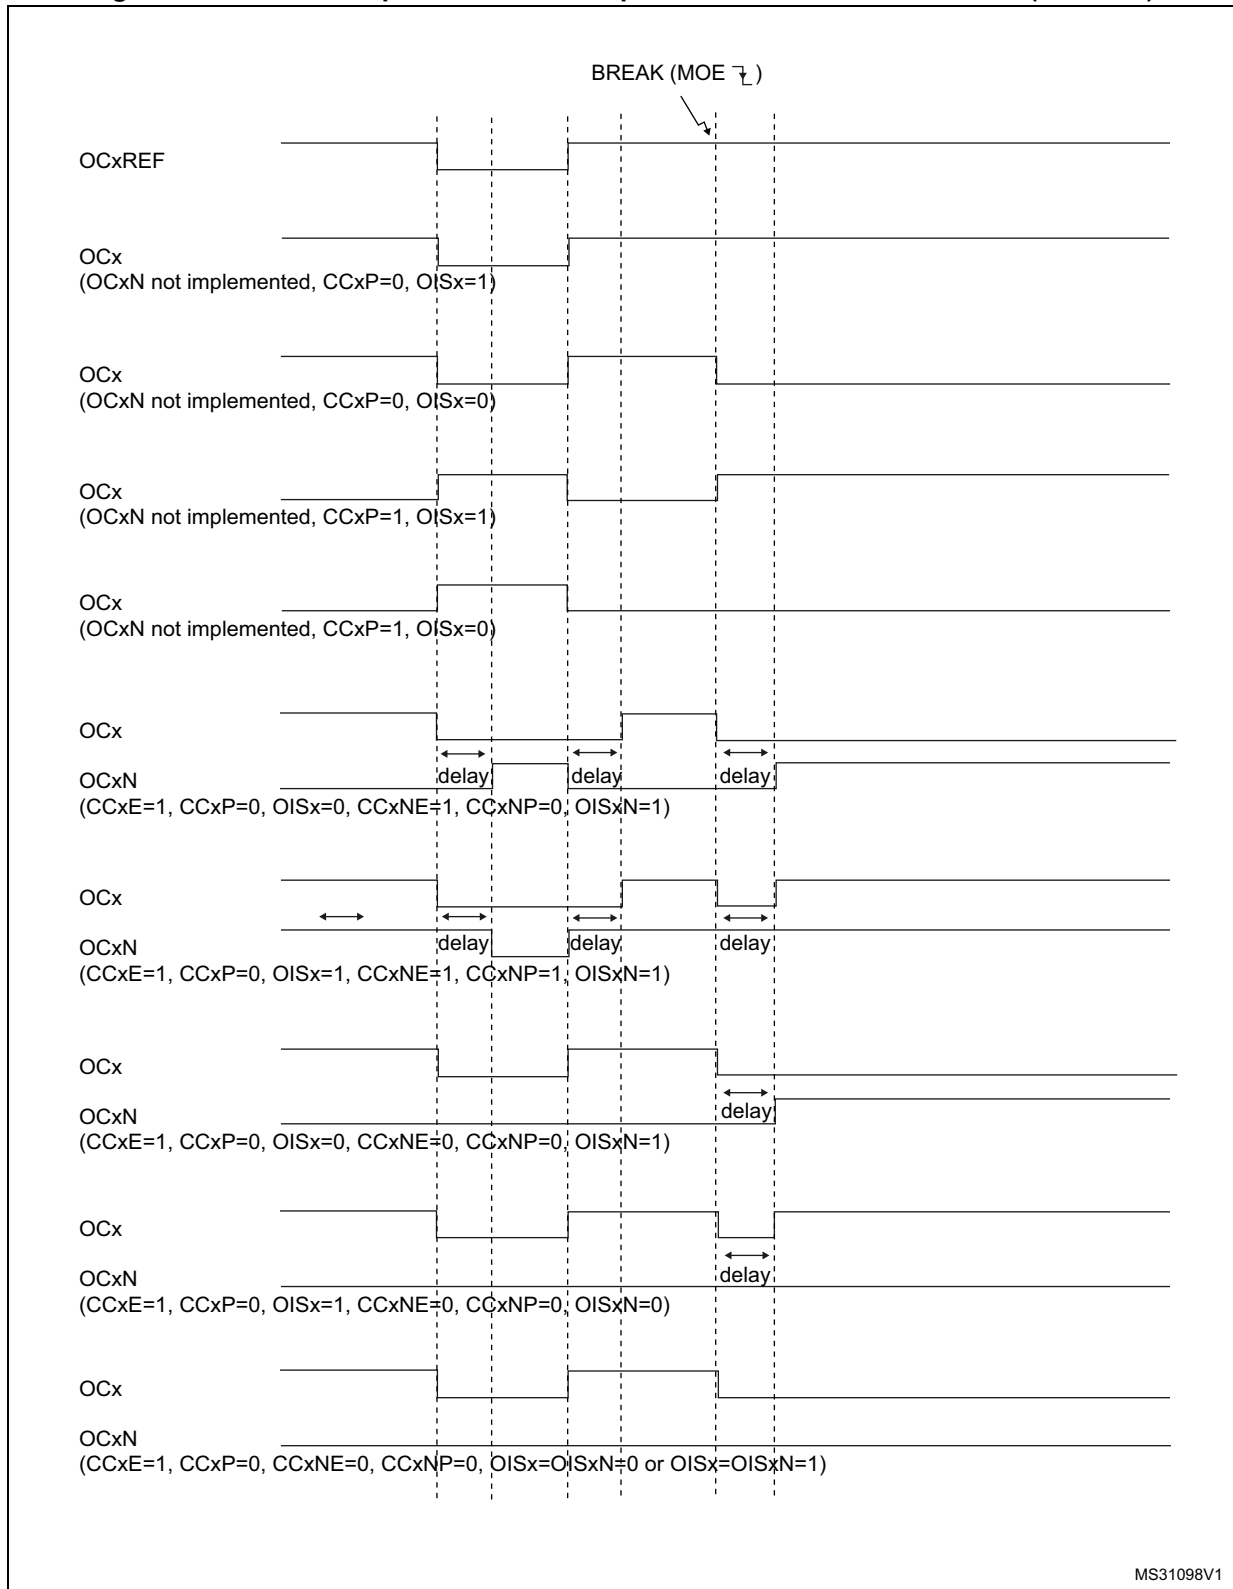 BREAK (MOE )
OCxREF
OCx
(OCxN not implemented, CCxP=0, OISx=1)
OCx
(OCxN not implemented, CCxP=0, OISx=0)
OCx
(OCxN not implemented, CCxP=1, OISx=1)
OCx
(OCxN not implemented, CCxP=1, OISx=0)
OCx
delay delay delay
OCxN
(CCxE=1, CCxP=0, OISx=0, CCxNE=1, CCxNP=0, OISxN=1)
OCx
delay delay delay
OCxN
(CCxE=1, CCxP=0, OISx=1, CCxNE=1, CCxNP=1, OISxN=1)
OCx
delay
OCxN
(CCxE=1, CCxP=0, OISx=0, CCxNE=0, CCxNP=0, OISxN=1)
OCx
delay
OCxN
(CCxE=1, CCxP=0, OISx=1, CCxNE=0, CCxNP=0, OISxN=0)
OCx
OCxN
(CCxE=1, CCxP=0, CCxNE=0, CCxNP=0, OISx=OISxN=0 or OISx=OISxN=1)
MS31098V1